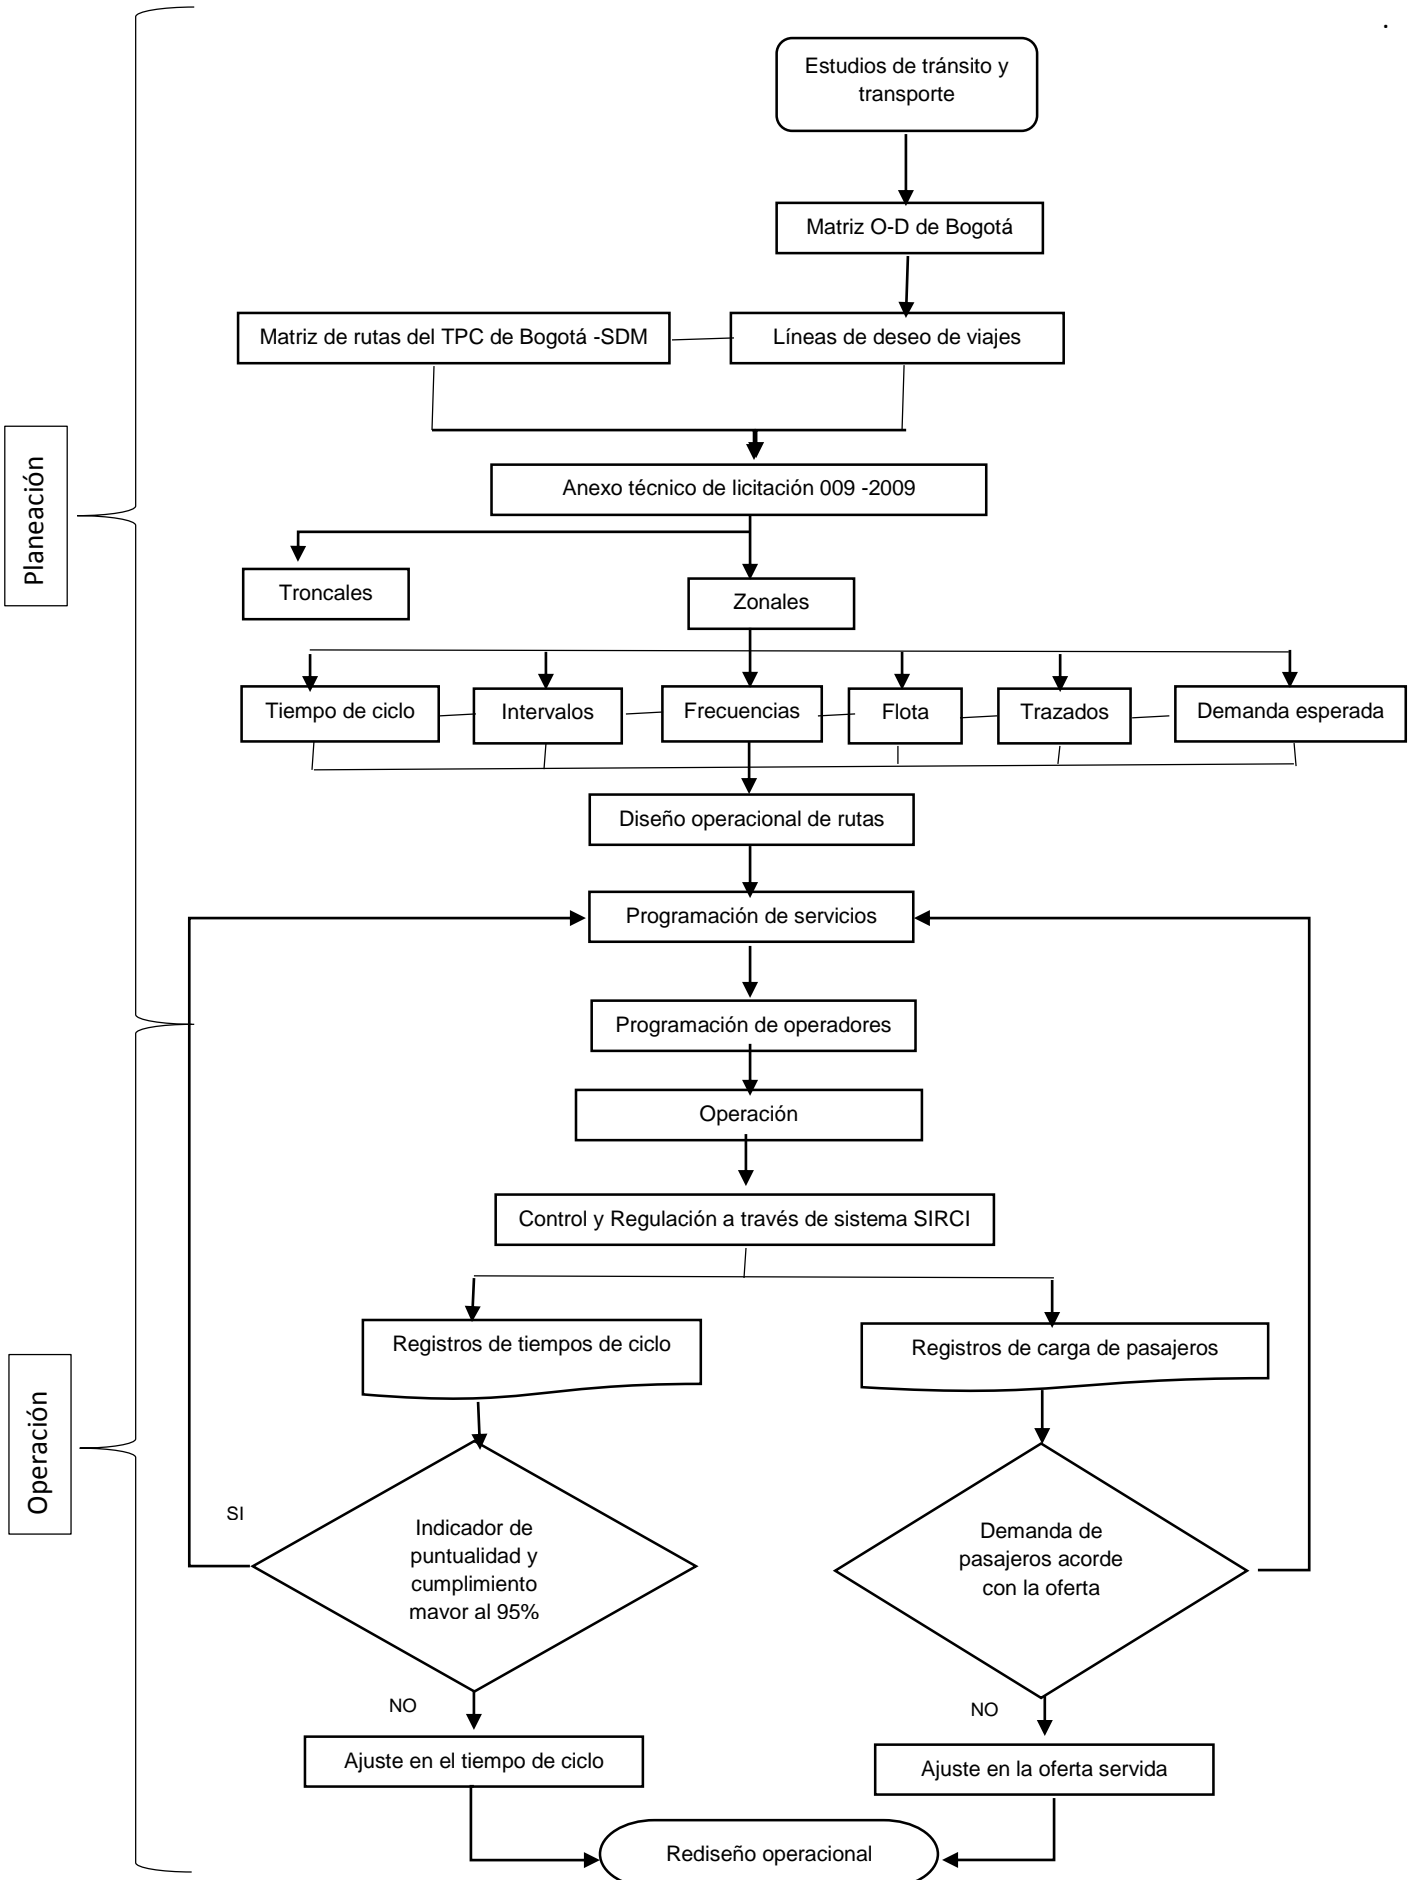 .
Estudios de tránsito y
transporte
Matriz O-D de Bogotá
Matriz de rutas del TPC de Bogotá -SDM
Líneas de deseo de viajes
Planeación
Anexo técnico de licitación 009 -2009
Troncales
Zonales
Tiempo de ciclo
Intervalos
Frecuencias
Flota
Trazados
Demanda esperada
Diseño operacional de rutas
Programación de servicios
Programación de operadores
Operación
Control y Regulación a través de sistema SIRCI
Registros de tiempos de ciclo
Registros de carga de pasajeros
Operación
SI
Indicador de
puntualidad y
cumplimiento
mayor al 95%
Demanda de
pasajeros acorde
con la oferta
NO
NO
Ajuste en el tiempo de ciclo
Ajuste en la oferta servida
Rediseño operacional